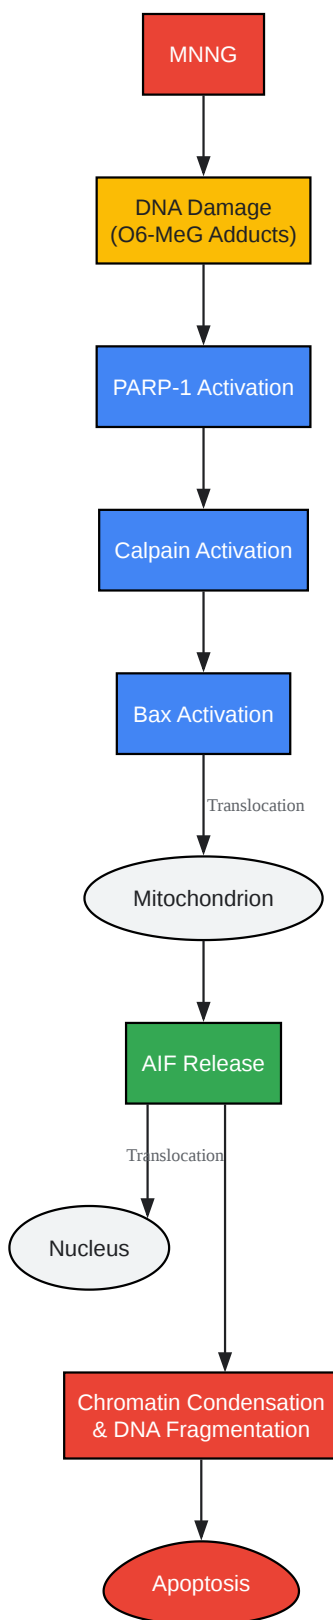 MNNG
DNA Damage
(O6-MeG Adducts)
PARP-1 Activation
Calpain Activation
Bax Activation
Translocation
Mitochondrion
AIF Release
Translocation
Nucleus
Chromatin Condensation
& DNA Fragmentation
Apoptosis